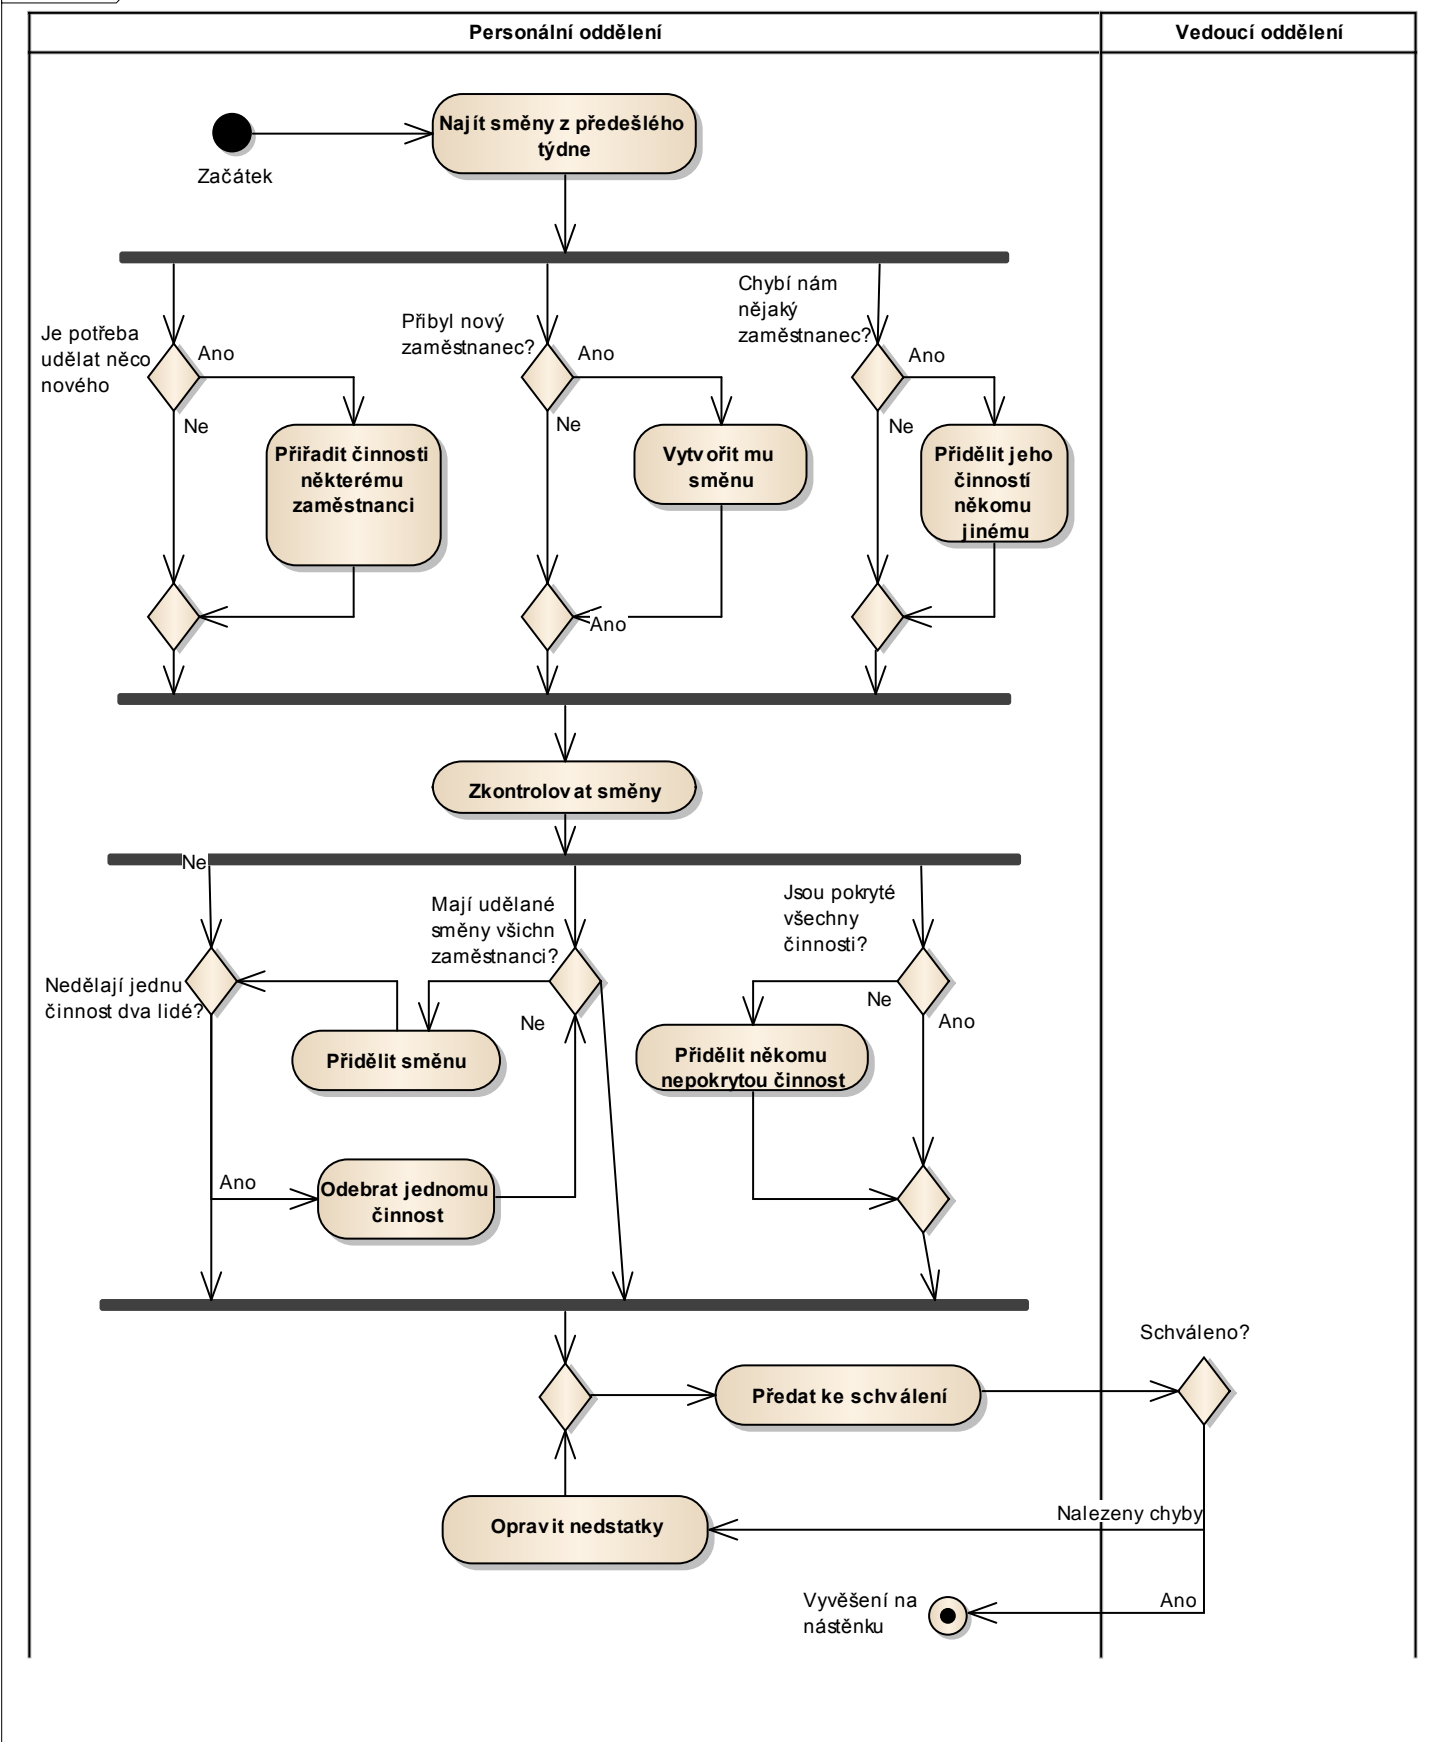 Personální oddělení
Vedoucí oddělení
Najít směny z předešlého
týdne
Začátek
Chybí nám
nějaký
zaměstnanec?
Přibyl nový
zaměstnanec?
Je potřeba
udělat něco
nového
Ano
Ano
Ano
Ne
Ne
Ne
Přiřadit činnosti
některému
zaměstnanci
Vytvořit mu
směnu
Přidělit jeho
činností
někomu
jinému
Ano
Zkontrolovat směny
Ne
Mají udělané
směny všichn
zaměstnanci?
Jsou pokryté
všechny
činnosti?
Nedělají jednu
činnost dva lidé?
Ne
Ne
Ano
Přidělit směnu
Přidělit někomu
nepokrytou činnost
Ano
Odebrat jednomu
činnost
Schváleno?
Předat ke schválení
Nalezeny chyby
Opravit nedstatky
Ano
Vyvěšení na
nástěnku